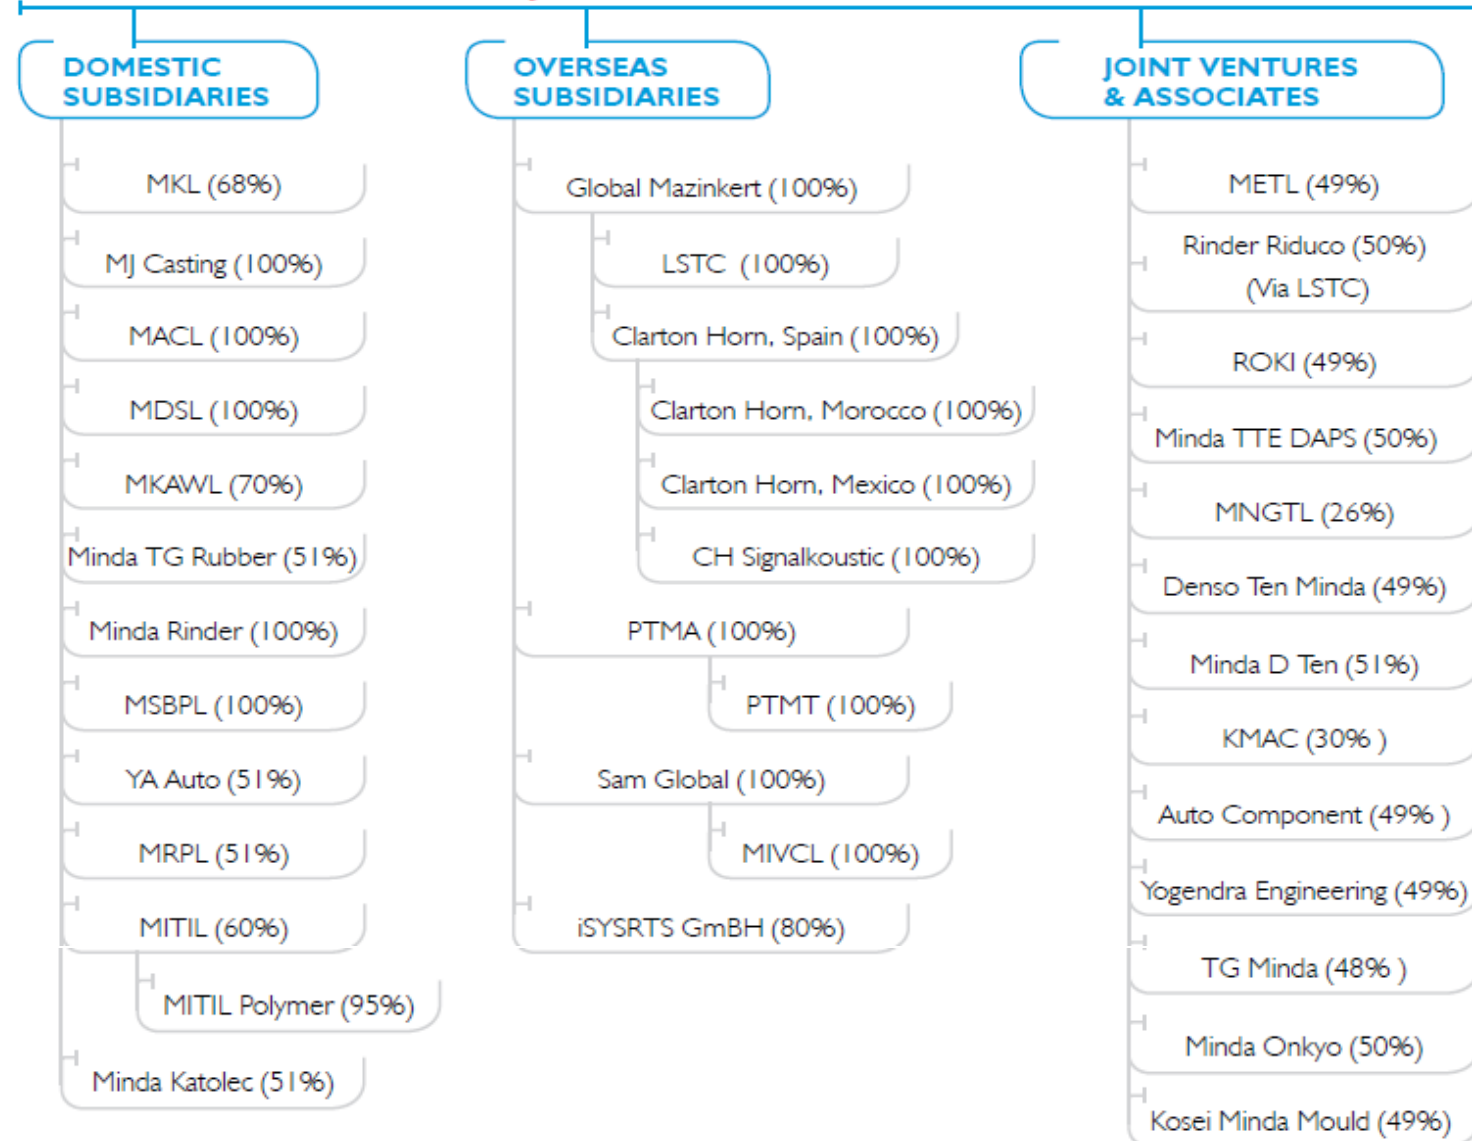 DOMESTIC
SUBSIDIARIES
MKL (68%)
MJ Casting (100%)
MACL (100%)
MDSL (100%)
MKAWL (70%)
Minda TG Rubber (51%)
Minda Rinder (100%)
MSBPL (100%)
YA Auto (51%)
MRPL (51%)
MITIL (60%)
MITIL Polymer (95%)
Minda Katolec (51%)
OVERSEAS
SUBSIDIARIES
Global Mazinkert (100%)
LSTC (100%)
Clarton Horn, Spain (100%)
Clarton Horn, Morocco (100%)
Clarton Horn, Mexico (100%)
CH Signalkoustic (100%)
PTMA (100%)
PTMT (100%)
Sam Global (100%)
MIVCL (100%)
iSYSRTS GmBH (80%)
JOINT VENTURES
& ASSOCIATES
METL (49%)
Rinder Riduco (50%)
(Via LSTC)
ROKI (49%)
Minda TTE DAPS (50%)
MNGTL (26%)
Denso Ten Minda (49%)
Minda D Ten (51%)
KMAC (30% )
Auto Component (49% )
Yogendra Engineering (49%)
TG Minda (48% )
Minda Onkyo (50%)
Kosei Minda Mould (49%)